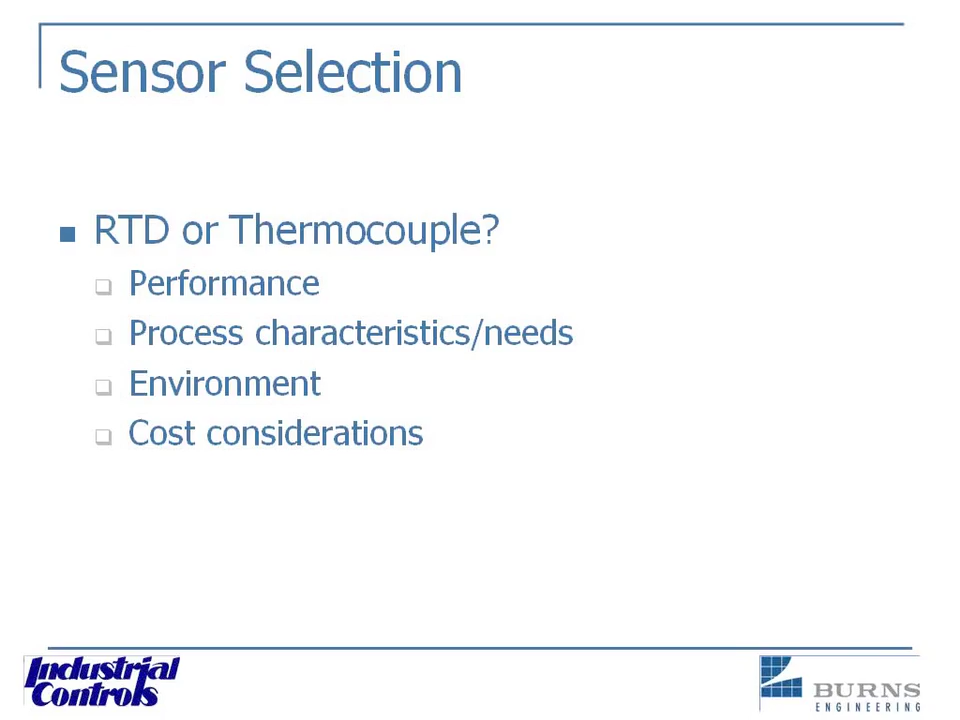 Sensor Selection
RTD or Thermocouple?
Performance
Process characteristics/needs
Environment
Cost considerations
Industrial
Controls
BURNS
ENGINEERING